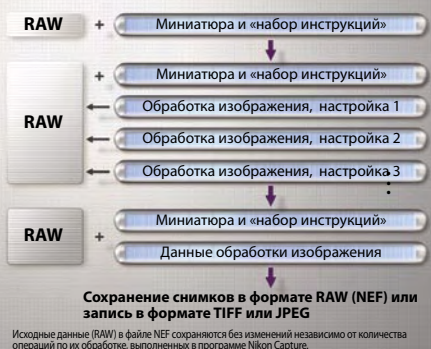 RAW + Миниатюра и «набор инструкций»
+ Миниатюра и «набор инструкций»
Обработка изображения, настройка 1
RAW
Обработка изображения, настройка 2
Обработка изображения, настройка 3
Миниатюра и «набор инструкций»
RAW +
Данные обработки изображения
Сохранение снимков в формате RAW (NEF) или
запись в формате TIFF или JPEG
Исходные данные (RAW) в файле NEF сохраняются без изменений независимо от количества
операций по их обработке, выполненных в программе Nikon Capture.